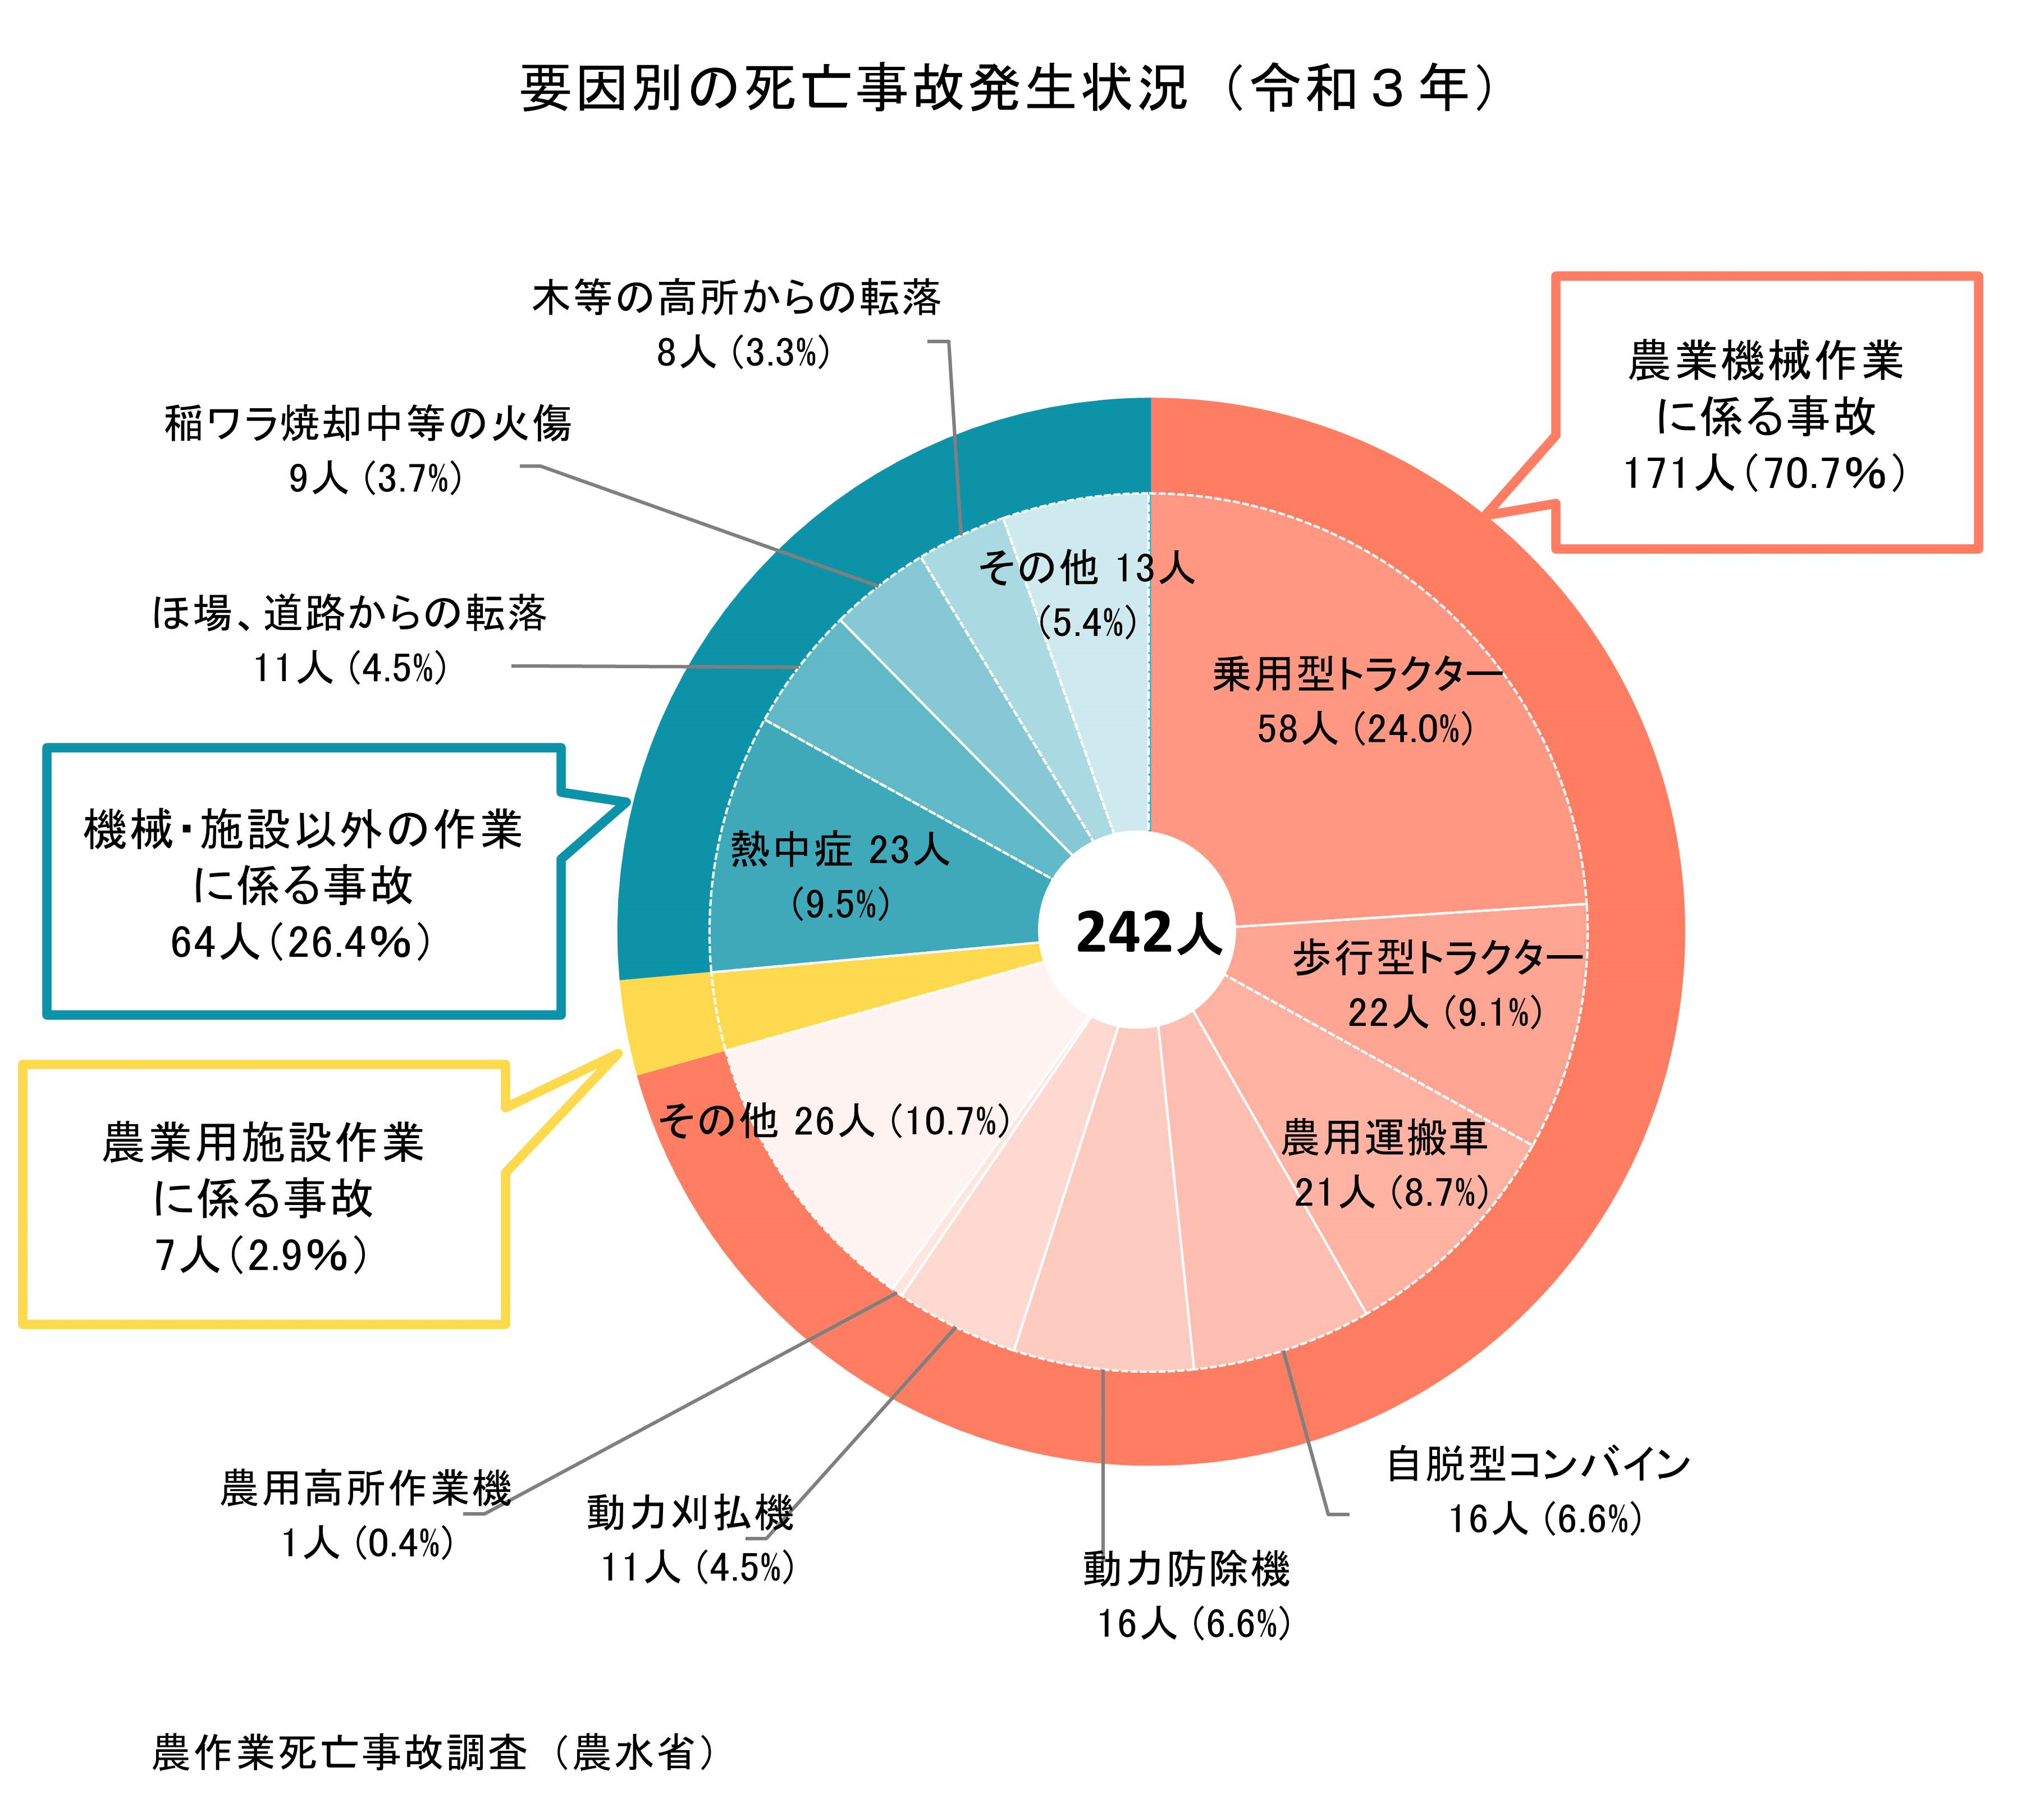 要因別の死亡事故発生状況（令和３年）
農業機械作業
に係る事故
171人（70.7％）
木等の高所からの転落
8人（3.3%）
稲ワラ焼却中等の火傷
9人（3.7%）
ほ場、道路からの転落
11人（4.5%）
その他 13人
（5.4%）
乗用型トラクター
58人（24.0%）
機械・施設以外の作業
に係る事故
64人（26.4％）
熱中症 23人
（9.5%）
242人
歩行型トラクター
22人（9.1%）
農業用施設作業
に係る事故
7人（2.9％）
その他 26人（10.7%）
農用運搬車
21人（8.7%）
農用高所作業機
1人（0.4%）
動力刈払機
11人（4.5%）
動力防除機
16人（6.6%）
自脱型コンバイン
16人（6.6%）
農作業死亡事故調査（農水省）